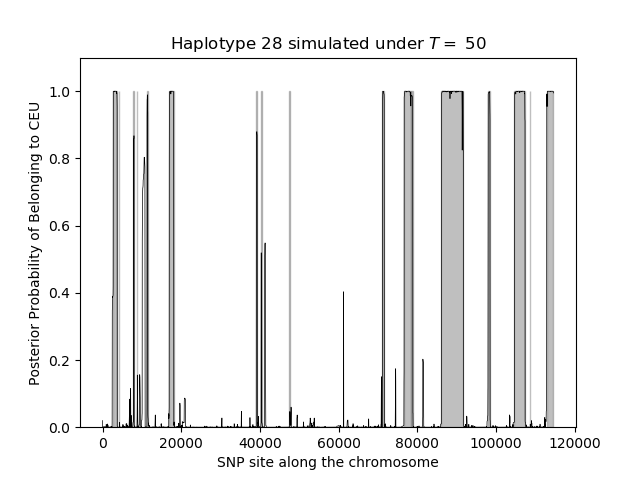 Haplotype 28 simulated under T = 50
Posterior Probability of Belonging to CEU
1.0
0.8
0.6
0.4
0.2
0.0
0 20000 40000 60000 80000 100000 120000
SNP site along the chromosome